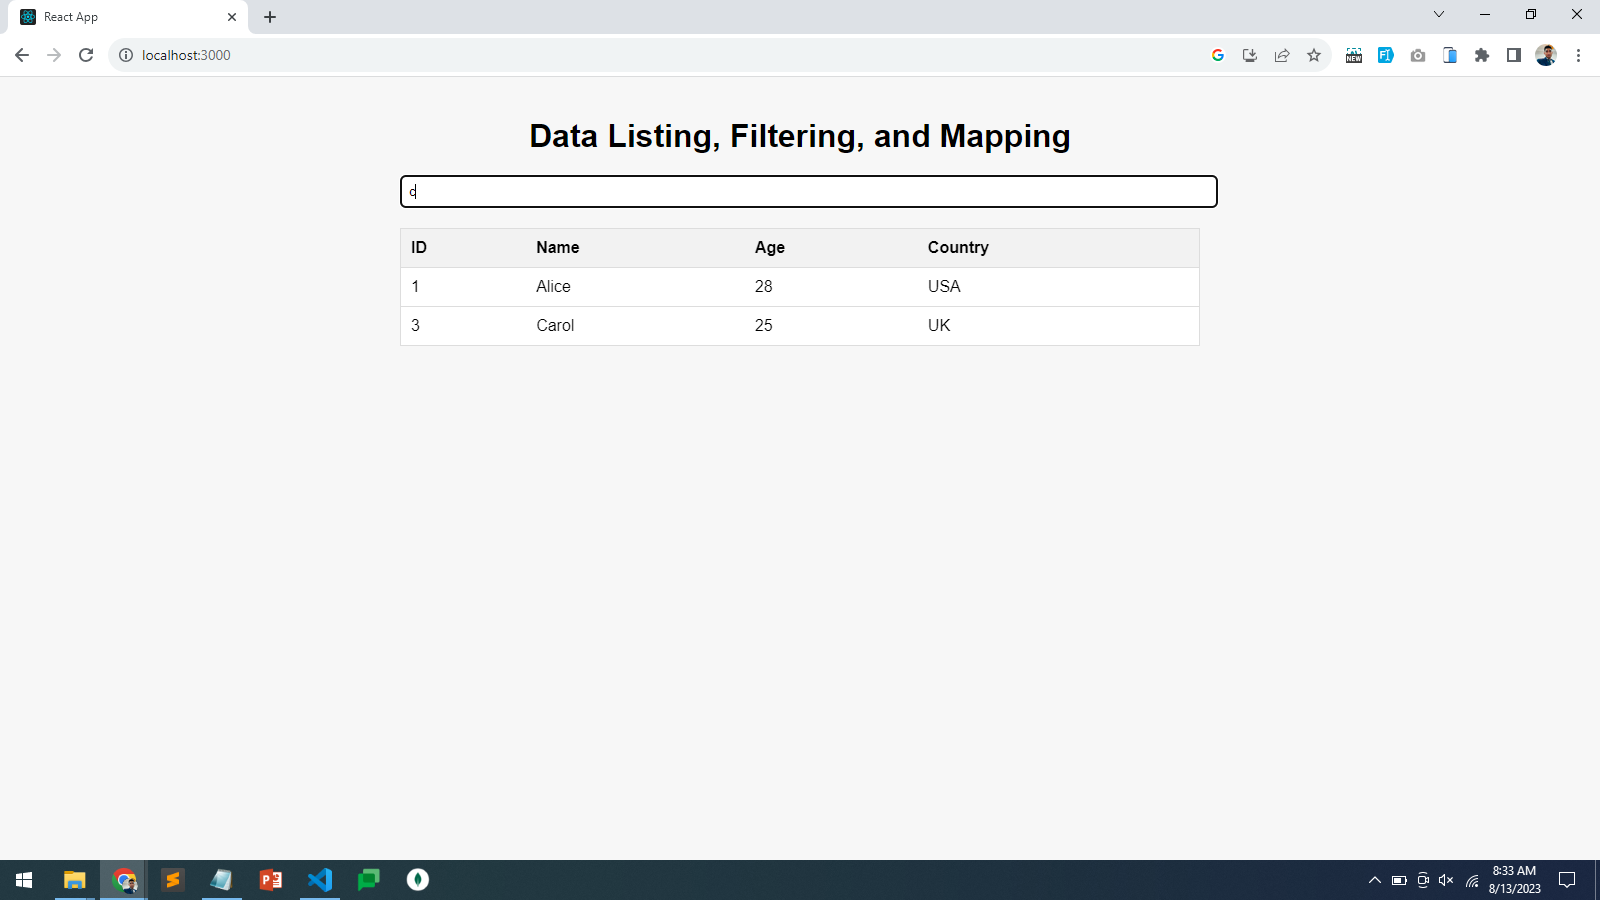 React App
localhost:3000
NEW
Data Listing, Filtering, and Mapping
c
ID Name Age Country
1 Alice 28 USA
3 Carol 25 UK
8:33 AM
8/13/2023